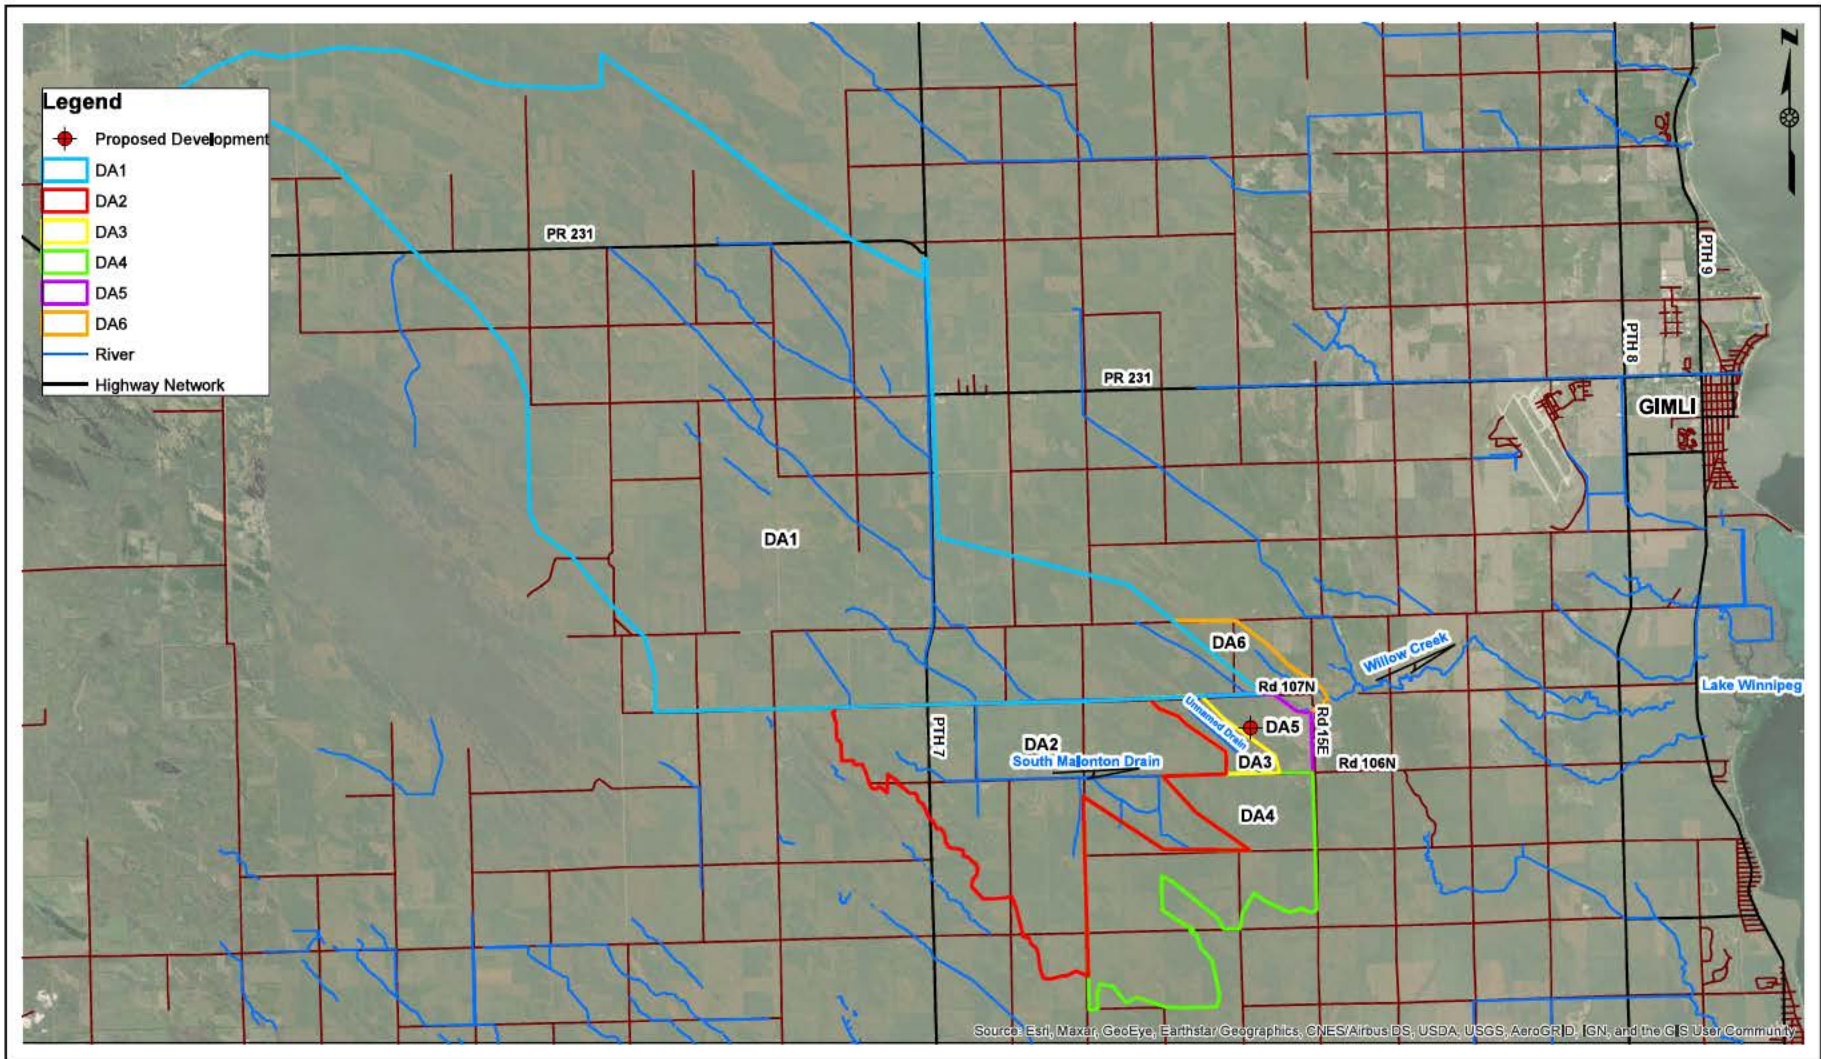 Legend
Proposed Development
DA1
DA2
DA3
DA4
DA5
DA6
River
Highway Network
N
PR 231
PTH 9
PTH 8
PR 231
GIMLI
DA1
DA6
Willow Creek
Rd 107N
Lake Winnipeg
Unnamed Drain
DA5
Rd 15E
PTH 7
DA2
South Malonton Drain
DA3
Rd 106N
DA4
Source: Esri, Maxar, GeoEye, Earthstar Geographics, CNES/Airbus DS, USDA, USGS, AeroGRID, IGN, and the GIS User Community